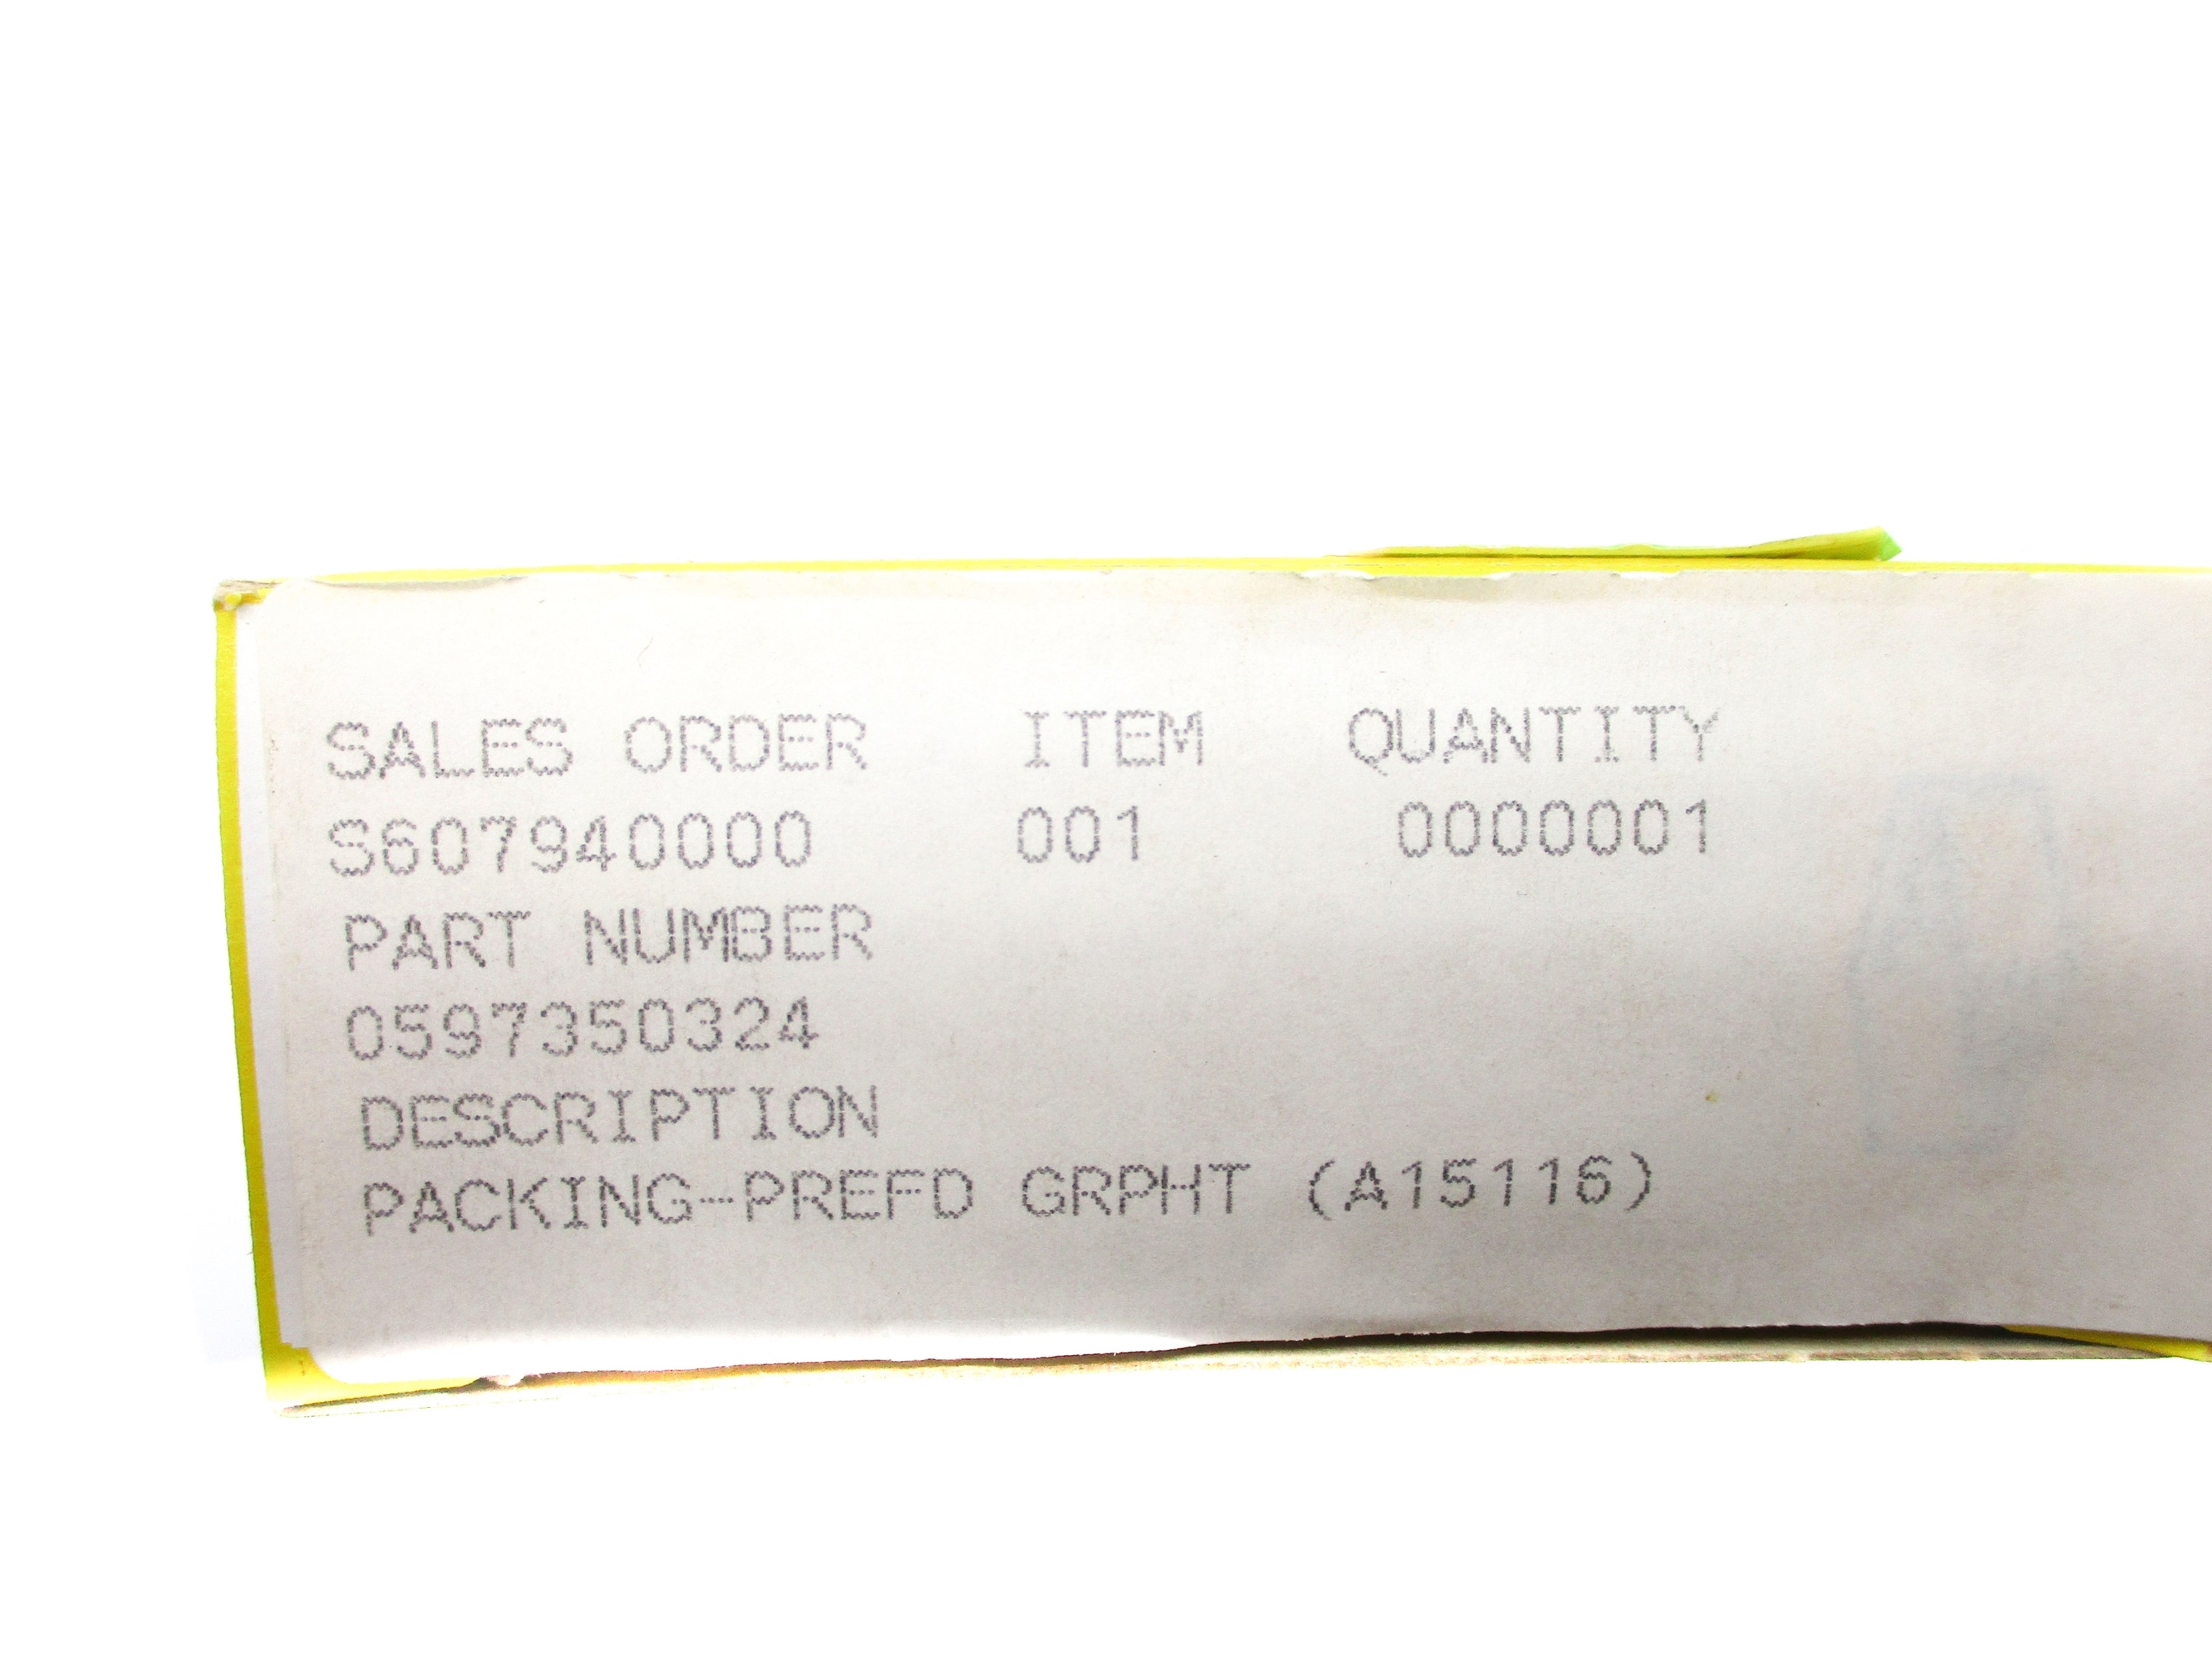 SALES ORDER ITEM QUANTITY
S607940000 001 0000001
PART NUMBER
0597350324
DESCRIPTION
PACKING-PREFD GRPHT (A15116)